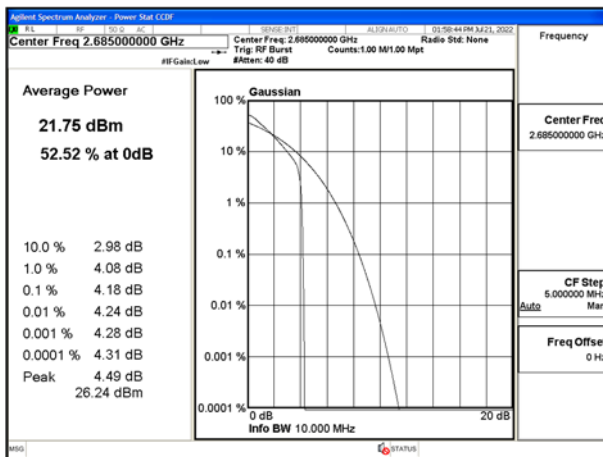 Agilent Spectrum Analyzer - Power Stat CCDF
RL RF 50 Ω AC SENSE:INT ALIGNAUTO 01:58:44 PM Jul 21, 2022
Center Freq 2.685000000 GHz
Center Freq: 2.685000000 GHz Radio Std: None
Trig: RF Burst Counts:1.00 M/1.00 Mpt
#IFGain:Low #Atten: 40 dB
Frequency
Average Power
21.75 dBm
52.52 % at 0dB
10.0 % 2.98 dB
1.0 % 4.08 dB
0.1 % 4.18 dB
0.01 % 4.24 dB
0.001 % 4.28 dB
0.0001 % 4.31 dB
Peak 4.49 dB
26.24 dBm
Gaussian
100 %
10 %
1 %
0.1 %
0.01 %
0.001 %
0.0001 %
0 dB 20 dB
Info BW 10.000 MHz
Center Freq
2.685000000 GHz
CF Step
5.000000 MHz
Auto Man
Freq Offset
0 Hz
MSG STATUS